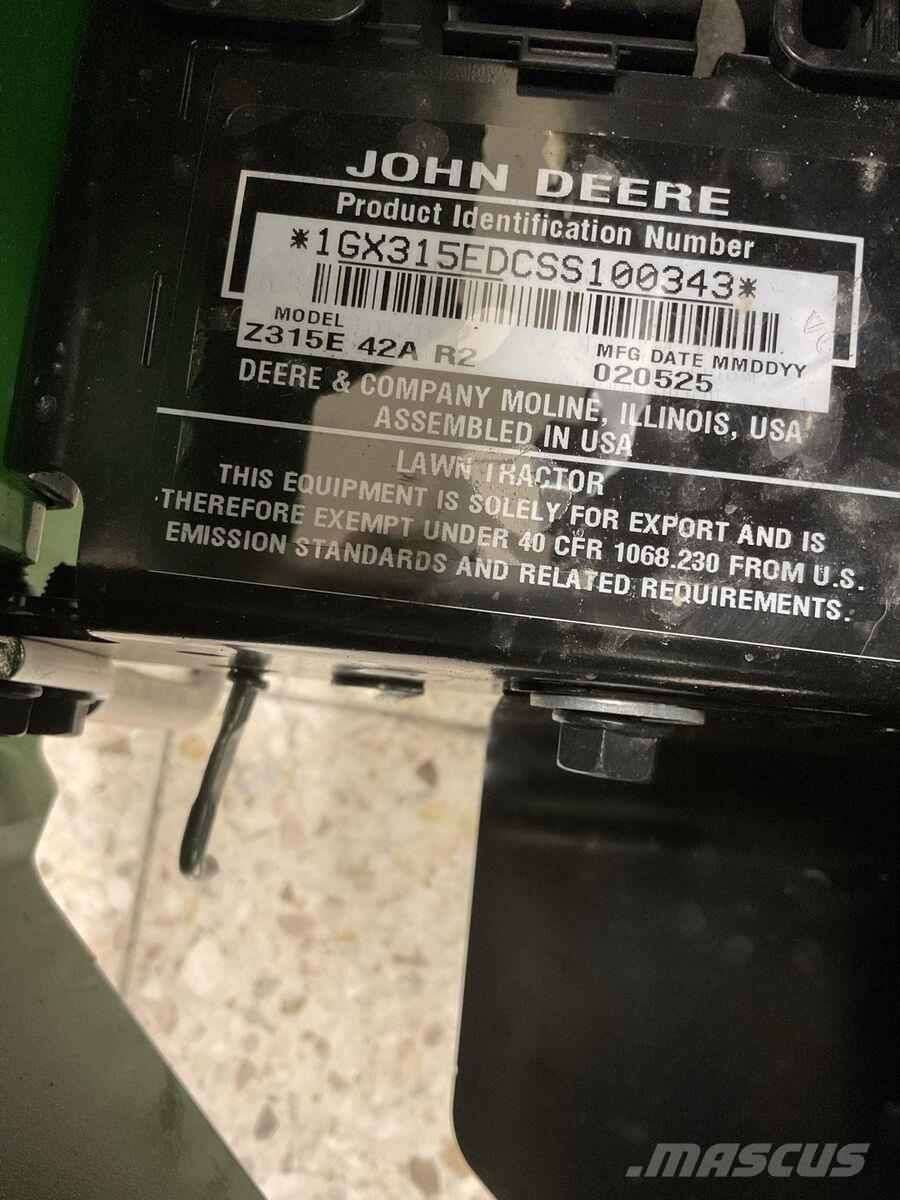 JOHN DEERE
Product Identification Number
*1GX315EDCSS100343*
MODEL
Z315E 42A R2
MFG DATE MMDDYY
020525
DEERE & COMPANY MOLINE, ILLINOIS, USA
ASSEMBLED IN USA
LAWN TRACTOR
THIS EQUIPMENT IS SOLELY FOR EXPORT AND IS
THEREFORE EXEMPT UNDER 40 CFR 1068.230 FROM U.S.
EMISSION STANDARDS AND RELATED REQUIREMENTS.
.MASCUS